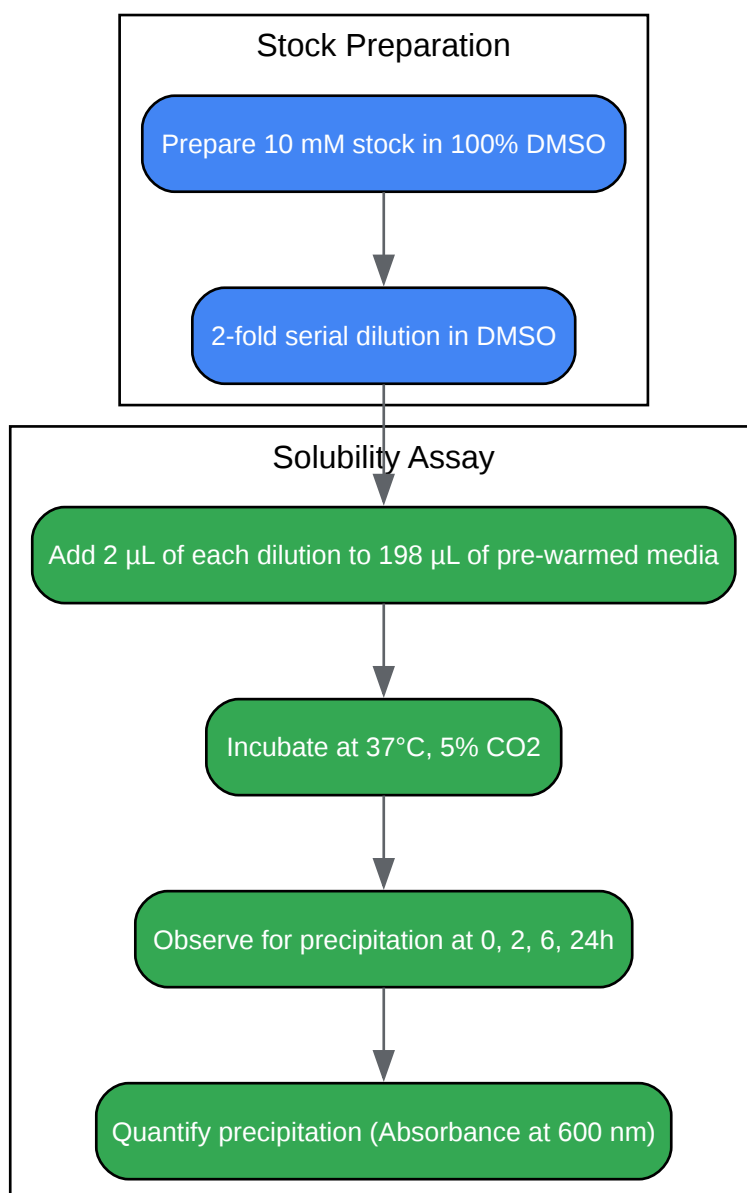 Stock Preparation
Prepare 10 mM stock in 100% DMSO
2-fold serial dilution in DMSO
Solubility Assay
Add 2 µL of each dilution to 198 µL of pre-warmed media
Incubate at 37°C, 5% CO2
Observe for precipitation at 0, 2, 6, 24h
Quantify precipitation (Absorbance at 600 nm)